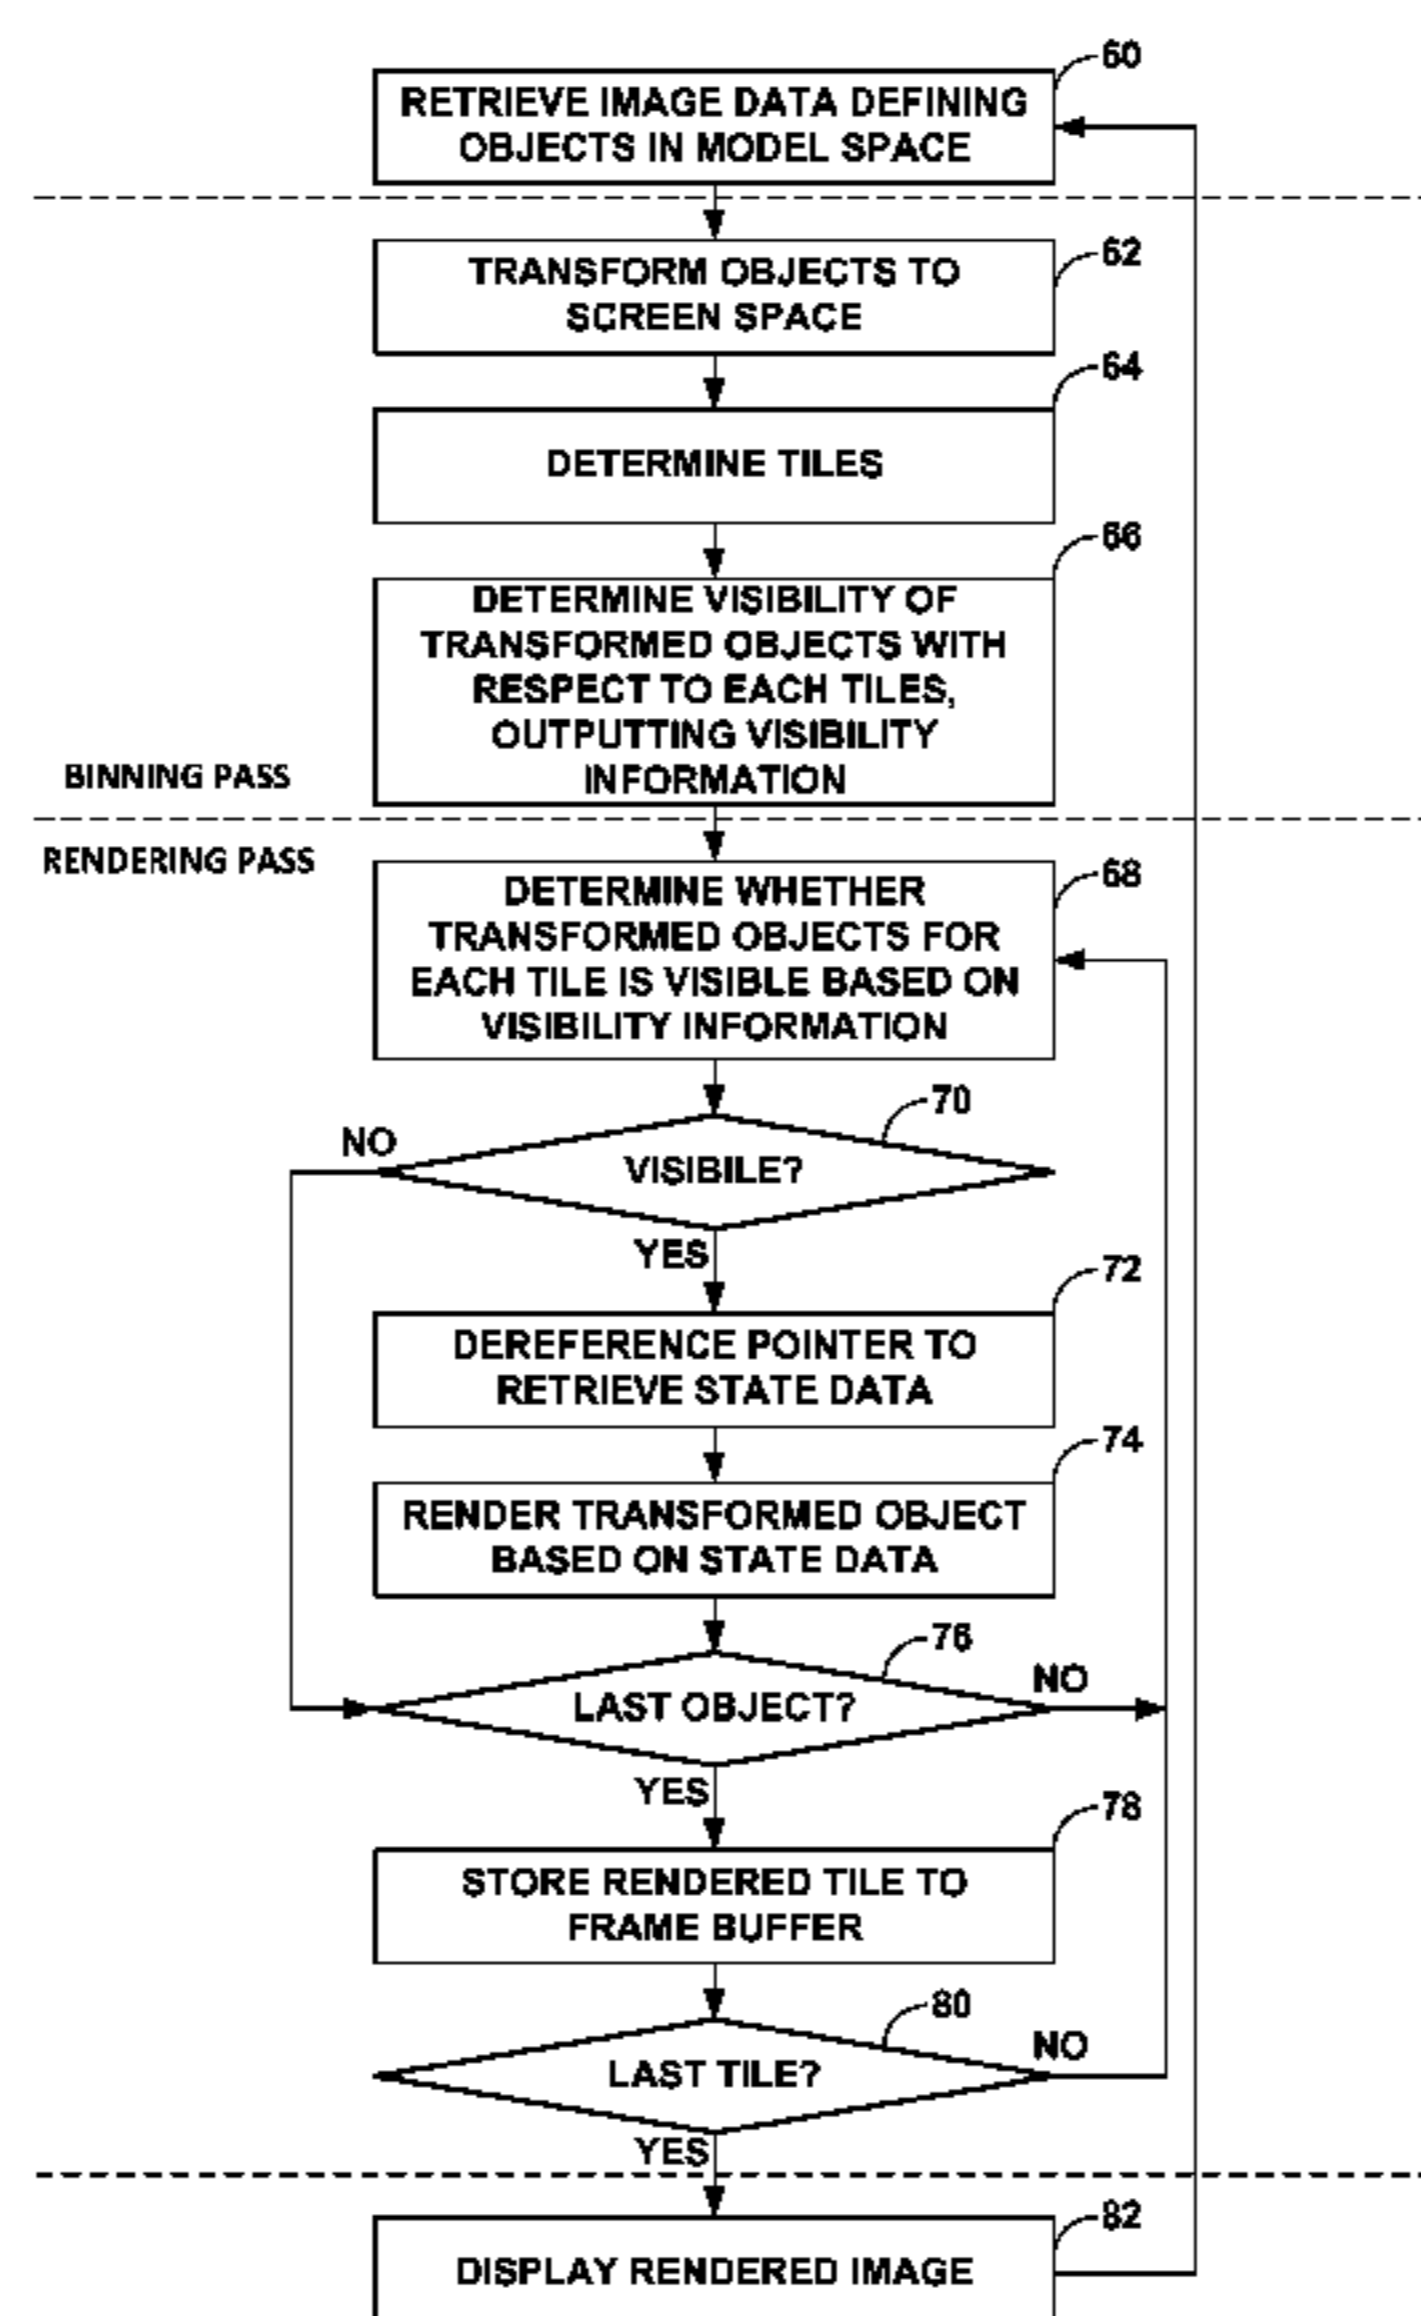 60
RETRIEVE IMAGE DATA DEFINING
OBJECTS IN MODEL SPACE
62
TRANSFORM OBJECTS TO
SCREEN SPACE
64
DETERMINE TILES
66
DETERMINE VISIBILITY OF
TRANSFORMED OBJECTS WITH
RESPECT TO EACH TILES,
OUTPUTTING VISIBILITY
INFORMATION
BINNING PASS
RENDERING PASS
68
DETERMINE WHETHER
TRANSFORMED OBJECTS FOR
EACH TILE IS VISIBLE BASED ON
VISIBILITY INFORMATION
70
NO
VISIBILE?
YES
72
DEREFERENCE POINTER TO
RETRIEVE STATE DATA
74
RENDER TRANSFORMED OBJECT
BASED ON STATE DATA
76
NO
LAST OBJECT?
YES
78
STORE RENDERED TILE TO
FRAME BUFFER
80
NO
LAST TILE?
YES
82
DISPLAY RENDERED IMAGE